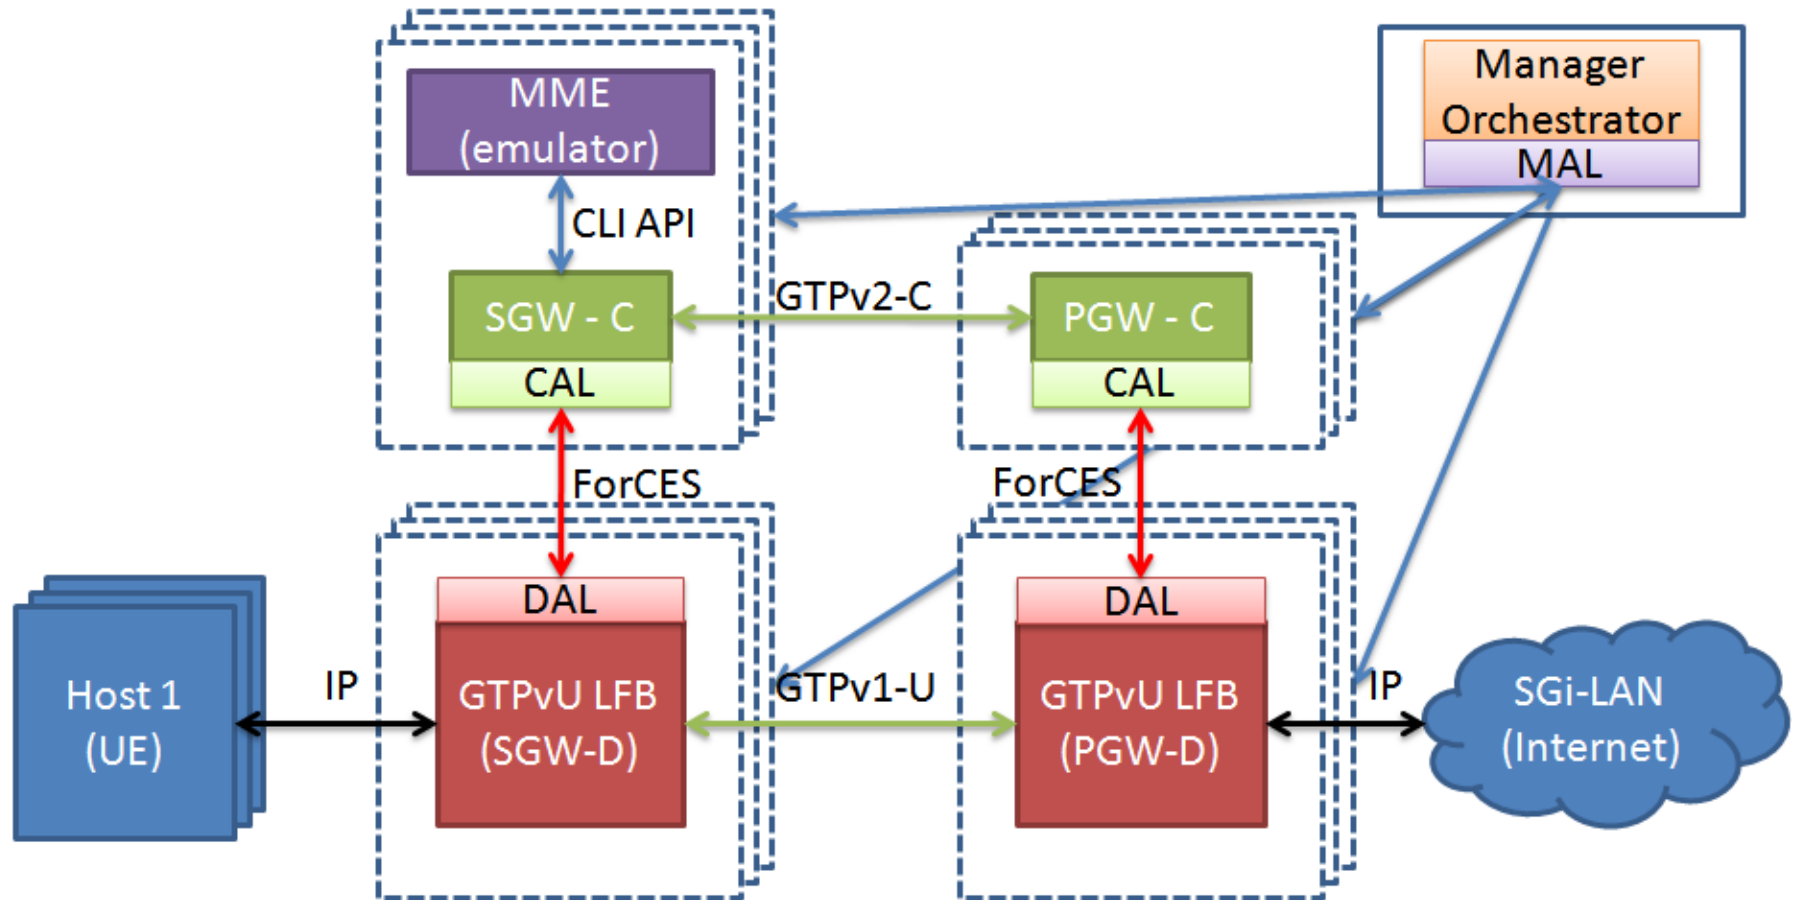 MME
(emulator)
Manager
Orchestrator
MAL
CLI API
SGW - C
GTPv2-C
PGW - C
CAL
CAL
ForCES
ForCES
DAL
DAL
Host 1
(UE)
IP
GTPvU LFB
(SGW-D)
GTPv1-U
GTPvU LFB
(PGW-D)
IP
SGi-LAN
(Internet)